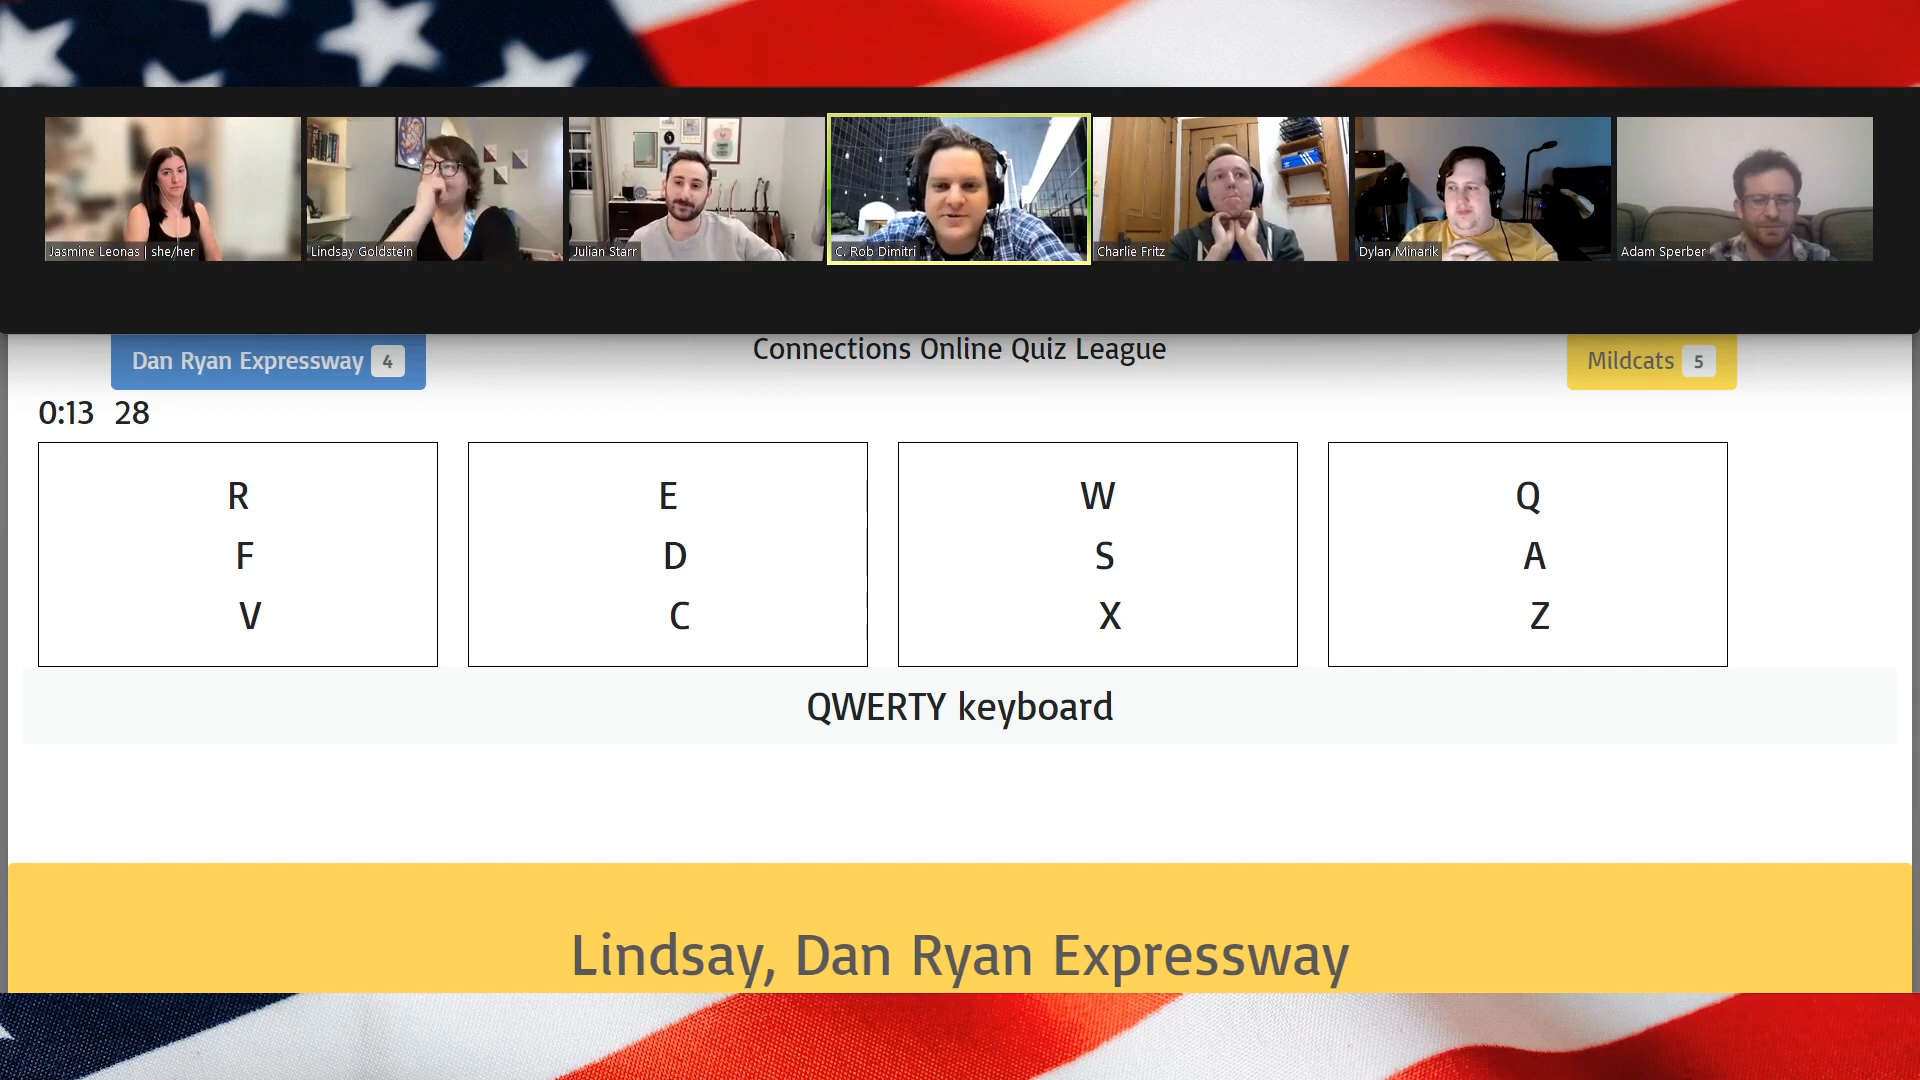 Jasmine Leonas | she/her
Lindsay Goldstein
Julian Starr
C. Rob Dimitri
Charlie Fritz
Dylan Minarik
Adam Sperber
Dan Ryan Expressway 4
Connections Online Quiz League
Mildcats 5
0:13 28
R
F
V
E
D
C
W
S
X
Q
A
Z
QWERTY keyboard
Lindsay, Dan Ryan Expressway